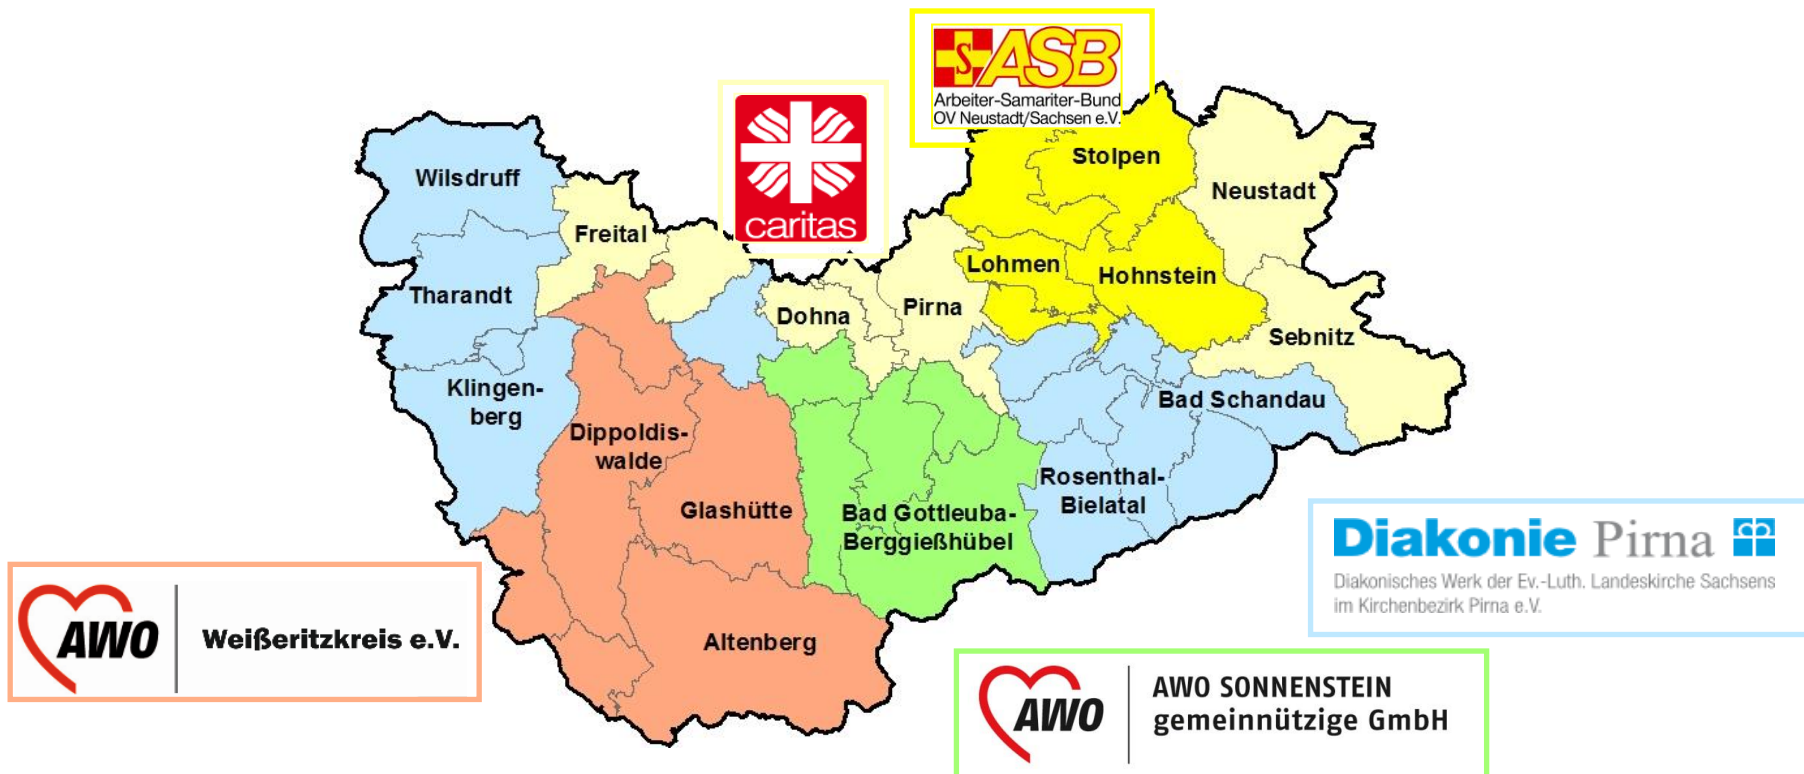 S ASB
Arbeiter-Samariter-Bund
OV Neustadt/Sachsen e.V.
caritas
Stolpen
Wilsdruff
Neustadt
Freital
Lohmen
Hohnstein
Tharandt
Dohna
Pirna
Sebnitz
Klingen-
berg
Bad Schandau
Dippoldis-
walde
Rosenthal-
Bielatal
Glashütte
Bad Gottleuba-
Berggießhübel
Diakonie Pirna
Diakonisches Werk der Ev.-Luth. Landeskirche Sachsens
im Kirchenbezirk Pirna e.V.
AWO Weißeritzkreis e.V.
Altenberg
AWO
AWO SONNENSTEIN
gemeinnützige GmbH